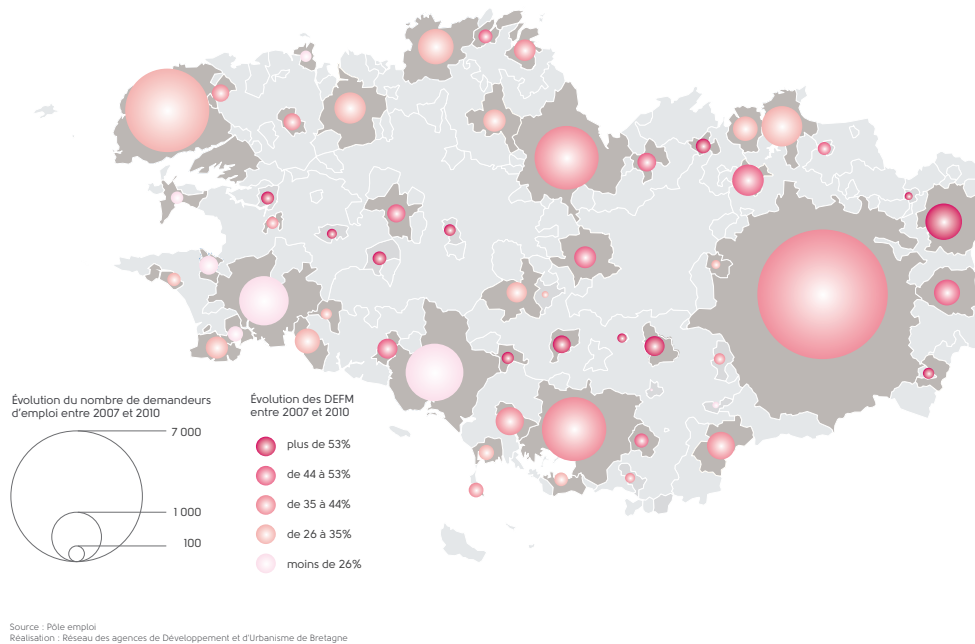 Évolution du nombre de demandeurs
d'emploi entre 2007 et 2010
7 000
1 000
100
Évolution des DEFM
entre 2007 et 2010
plus de 53%
de 44 à 53%
de 35 à 44%
de 26 à 35%
moins de 26%
Source : Pôle emploi
Réalisation : Réseau des agences de Développement et d'Urbanisme de Bretagne